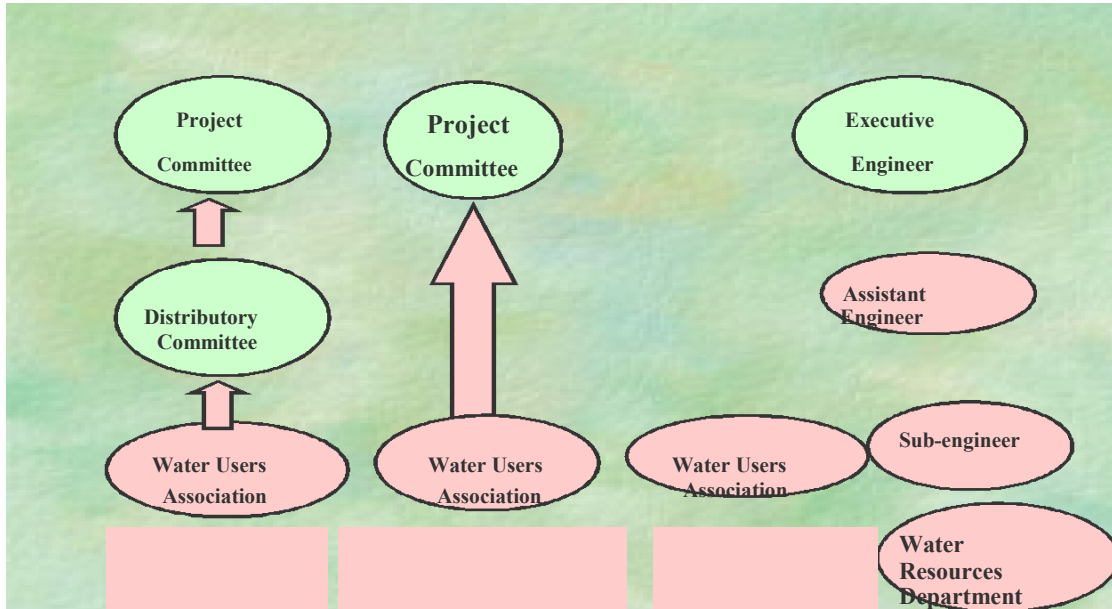 Project
Committee
Project
Committee
Executive
Engineer
Distributory
Committee
Assistant
Engineer
Water Users
Association
Water Users
Association
Water Users
Association
Sub-engineer
Water
Resources
Department